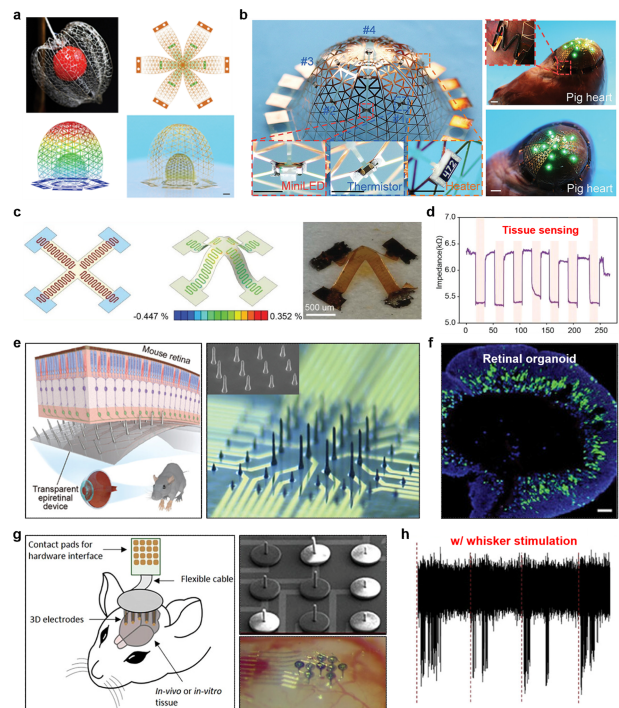 a
b
#4
#3
MiniLED
Thermistor
Heater
472
Pig heart
Pig heart
c
-0.447 %
0.352 %
500 um
d
Tissue sensing
Impedance(kΩ)
7.0
6.5
6.0
5.5
5.0
0
50
100
150
200
250
e
Mouse retina
Transparent
epiretinal
device
f
Retinal organoid
g
Contact pads for
hardware interface
Flexible cable
3D electrodes
In-vivo or in-vitro
tissue
h
w/ whisker stimulation